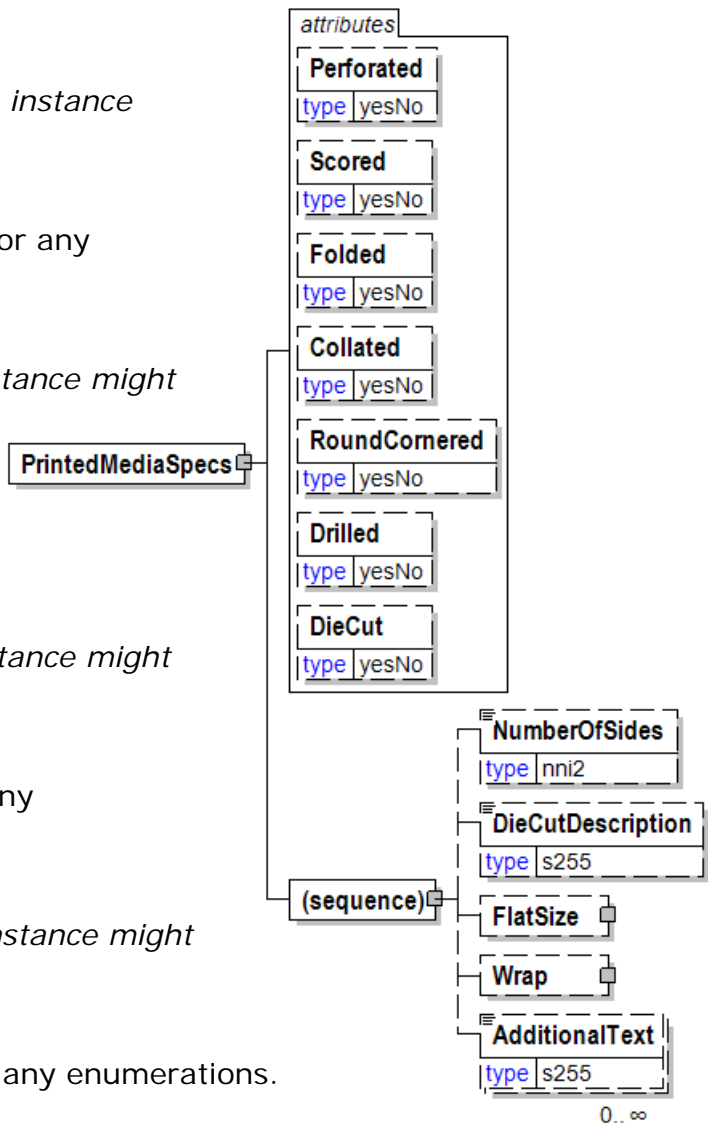 instance
or any
tance might
tance might
ny
nstance might
any enumerations.
PrintedMediaSpecs
attributes
Perforated
type yesNo
Scored
type yesNo
Folded
type yesNo
Collated
type yesNo
RoundCornered
type yesNo
Drilled
type yesNo
DieCut
type yesNo
(sequence)
NumberOfSides
type nni2
DieCutDescription
type s255
FlatSize
Wrap
AdditionalText
type s255
0.. ∞